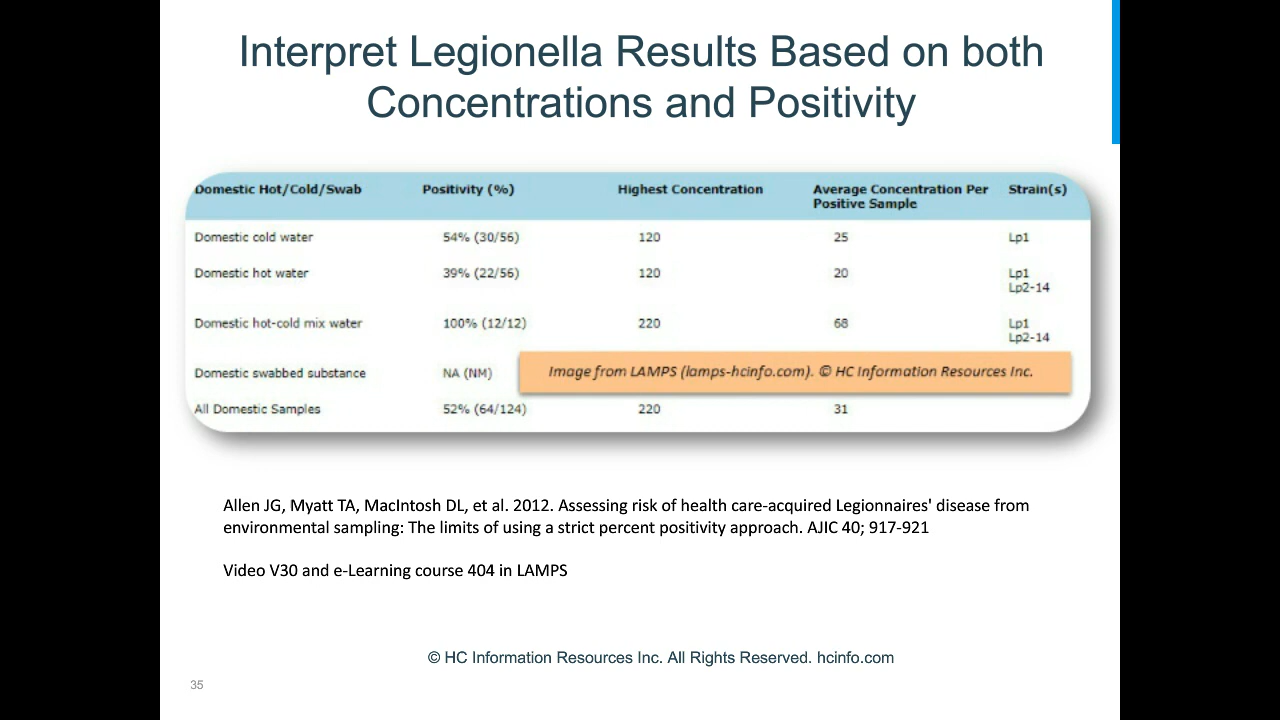 Interpret Legionella Results Based on both
Concentrations and Positivity
Domestic Hot/Cold/Swab Positivity (%) Highest Concentration Average Concentration Per Positive Sample Strain(s)
Domestic cold water 54% (30/56) 120 25 Lp1
Domestic hot water 39% (22/56) 120 20 Lp1 Lp2-14
Domestic hot-cold mix water 100% (12/12) 220 68 Lp1 Lp2-14
Domestic swabbed substance NA (NM)
Image from LAMPS (lamps-hcinfo.com). © HC Information Resources Inc.
All Domestic Samples 52% (64/124) 220 31
Allen JG, Myatt TA, MacIntosh DL, et al. 2012. Assessing risk of health care-acquired Legionnaires' disease from
environmental sampling: The limits of using a strict percent positivity approach. AJIC 40; 917-921
Video V30 and e-Learning course 404 in LAMPS
© HC Information Resources Inc. All Rights Reserved. hcinfo.com
35